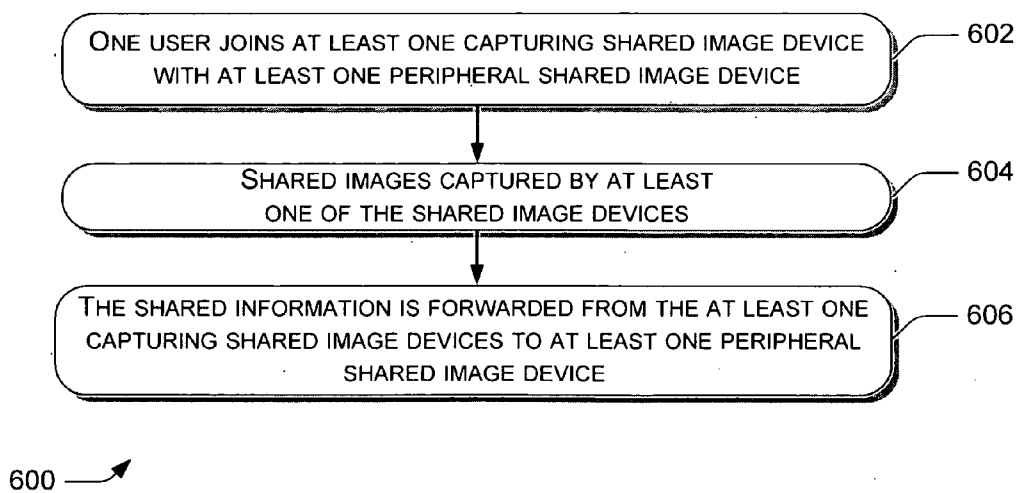 ONE USER JOINS AT LEAST ONE CAPTURING SHARED IMAGE DEVICE
WITH AT LEAST ONE PERIPHERAL SHARED IMAGE DEVICE
602
SHARED IMAGES CAPTURED BY AT LEAST
ONE OF THE SHARED IMAGE DEVICES
604
THE SHARED INFORMATION IS FORWARDED FROM THE AT LEAST ONE
CAPTURING SHARED IMAGE DEVICES TO AT LEAST ONE PERIPHERAL
SHARED IMAGE DEVICE
606
600